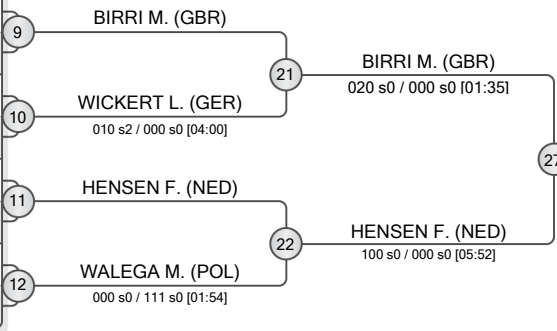 BIRRI M. (GBR)
9
21
BIRRI M. (GBR)
020 s0 / 000 s0 [01:35]
WICKERT L. (GER)
10
010 s2 / 000 s0 [04:00]
27
HENSEN F. (NED)
11
22
HENSEN F. (NED)
100 s0 / 000 s0 [05:52]
WALEGA M. (POL)
12
000 s0 / 111 s0 [01:54]